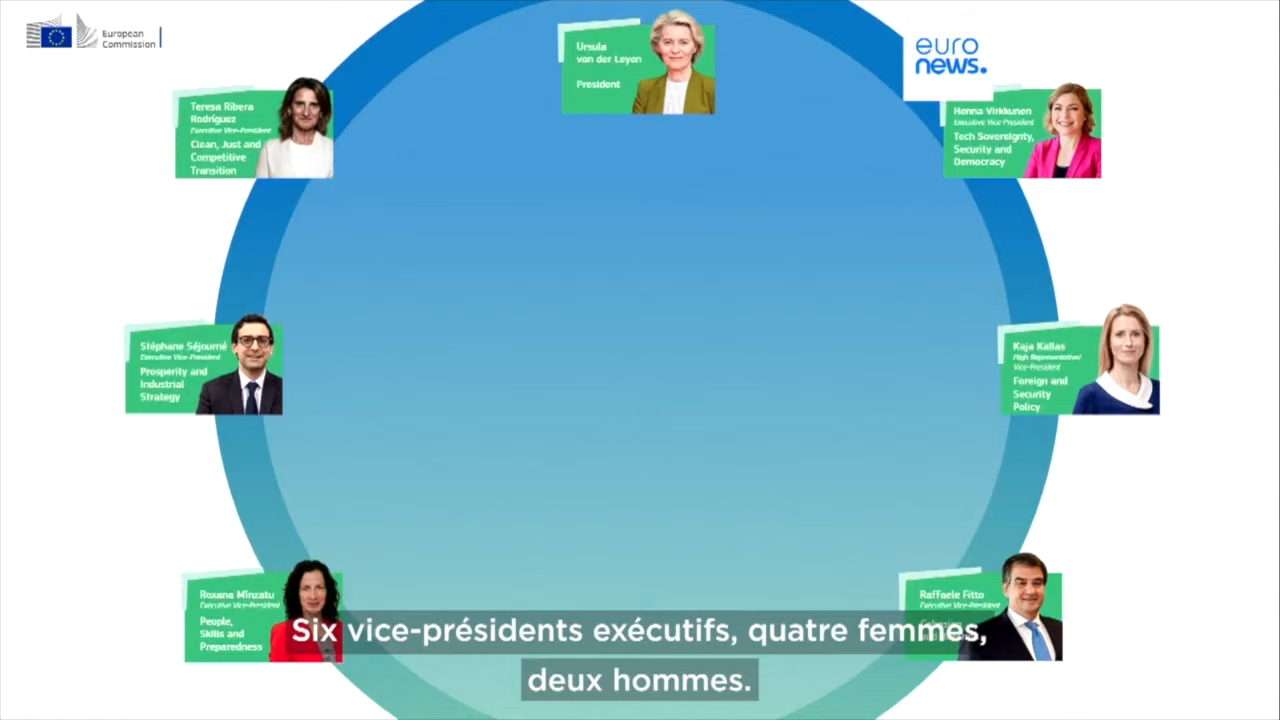 European
Commission
Ursula
von der Leyen
President
euro
news.
Teresa Ribera
Rodríguez
Executive Vice-President
Clean, Just and
Competitive
Transition
Henna Virkkunen
Executive Vice-President
Tech Sovereignty,
Security and
Democracy
Stéphane Séjourné
Executive Vice-President
Prosperity and
Industrial
Strategy
Kaja Kallas
High Representative/
Vice-President
Foreign and
Security
Policy
Roxana Mînzatu
Executive Vice-President
People,
Skills and
Preparedness
Raffaele Fitto
Executive Vice-President
Six vice-présidents exécutifs, quatre femmes,
deux hommes.